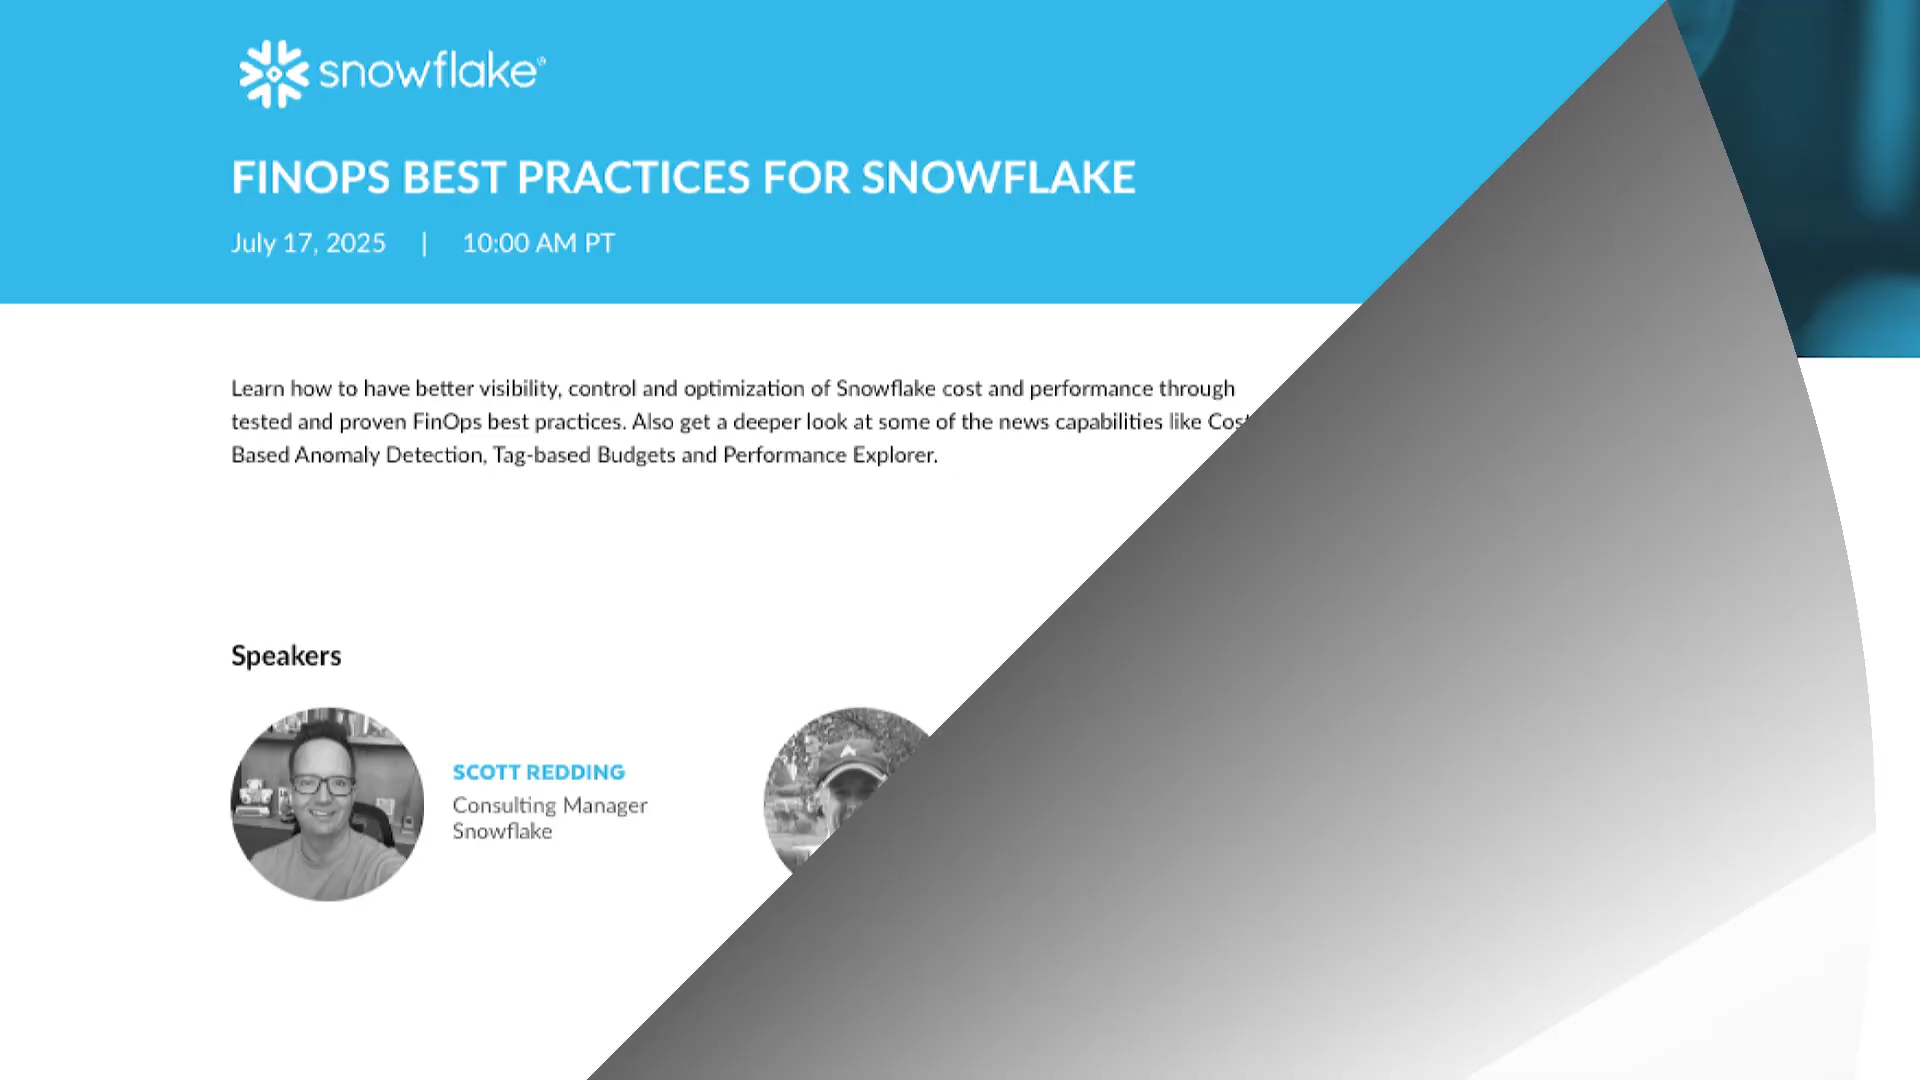 snowflake®
FINOPS BEST PRACTICES FOR SNOWFLAKE
July 17, 2025 | 10:00 AM PT
Learn how to have better visibility, control and optimization of Snowflake cost and performance through
tested and proven FinOps best practices. Also get a deeper look at some of the news capabilities like Cost
Based Anomaly Detection, Tag-based Budgets and Performance Explorer.
Speakers
SCOTT REDDING
Consulting Manager
Snowflake